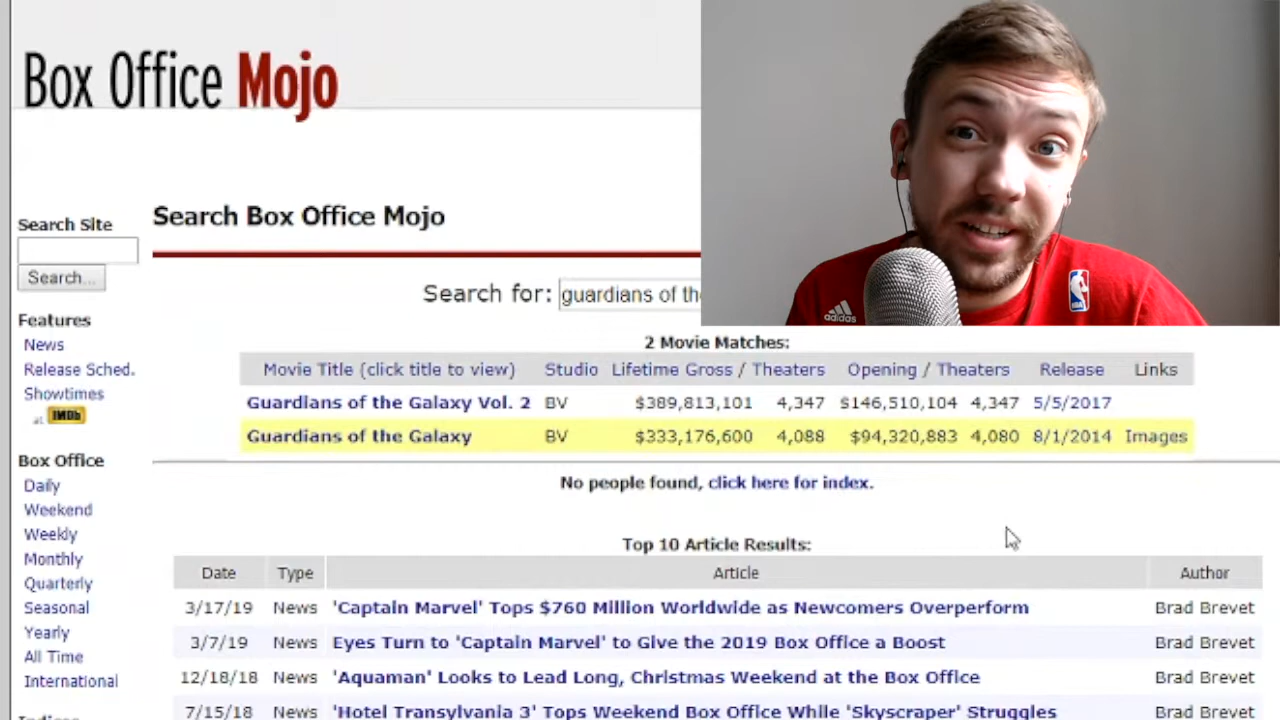 Box Office Mojo
Search Site
Search...
Features
News
Release Sched.
Showtimes
at IMDb
Box Office
Daily
Weekend
Weekly
Monthly
Quarterly
Seasonal
Yearly
All Time
International
Search Box Office Mojo
Search for: guardians of the
2 Movie Matches:
Movie Title (click title to view) Studio Lifetime Gross / Theaters Opening / Theaters Release Links
Guardians of the Galaxy Vol. 2 BV $389,813,101 4,347 $146,510,104 4,347 5/5/2017
Guardians of the Galaxy BV $333,176,600 4,088 $94,320,883 4,080 8/1/2014 Images
No people found, click here for index.
Top 10 Article Results:
Date Type Article Author
3/17/19 News 'Captain Marvel' Tops $760 Million Worldwide as Newcomers Overperform Brad Brevet
3/7/19 News Eyes Turn to 'Captain Marvel' to Give the 2019 Box Office a Boost Brad Brevet
12/18/18 News 'Aquaman' Looks to Lead Long, Christmas Weekend at the Box Office Brad Brevet
7/15/18 News 'Hotel Transylvania 3' Tops Weekend Box Office While 'Skyscraper' Struggles Brad Brevet
adidas
NBA